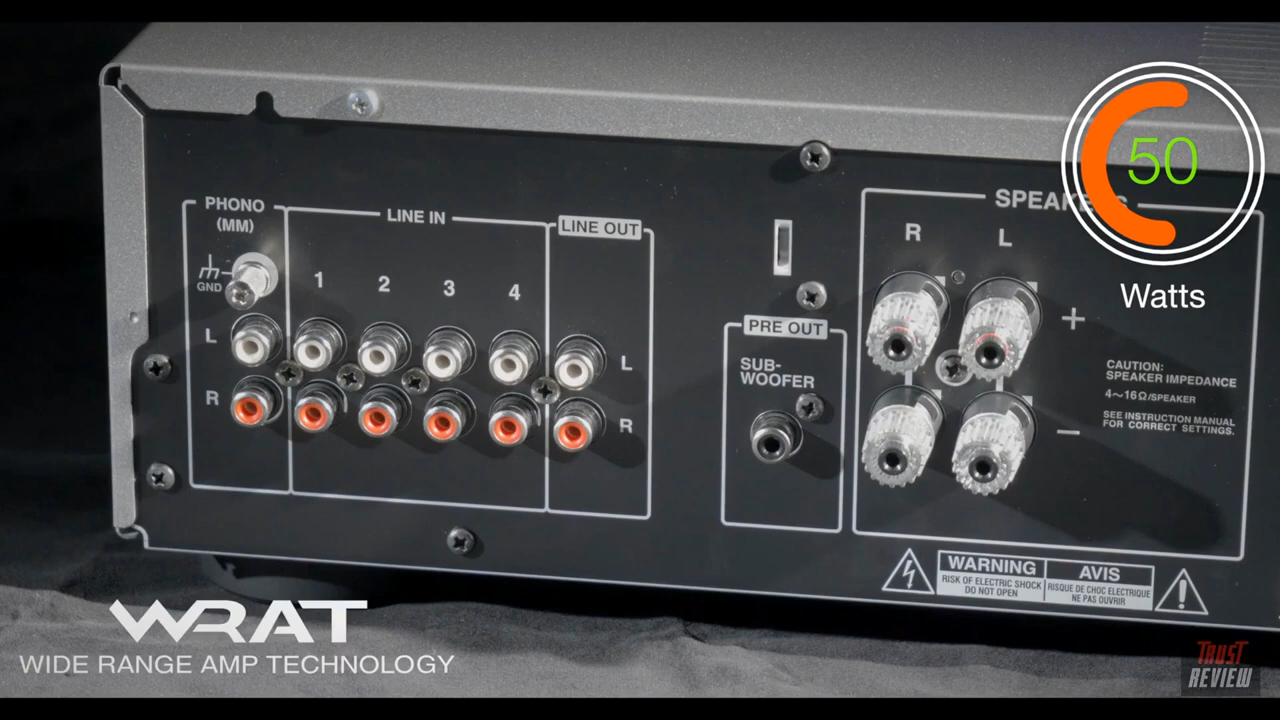 PHONO
(MM)
GND
L
R
LINE IN
1
2
3
4
LINE OUT
L
R
PRE OUT
SUB-
WOOFER
SPEAKERS
R
L
+
−
CAUTION:
SPEAKER IMPEDANCE
4~16Ω/SPEAKER
SEE INSTRUCTION MANUAL
FOR CORRECT SETTINGS.
WARNING
RISK OF ELECTRIC SHOCK
DO NOT OPEN
AVIS
RISQUE DE CHOC ELECTRIQUE
NE PAS OUVRIR
50
Watts
WRAT
WIDE RANGE AMP TECHNOLOGY
TRUST
REVIEW